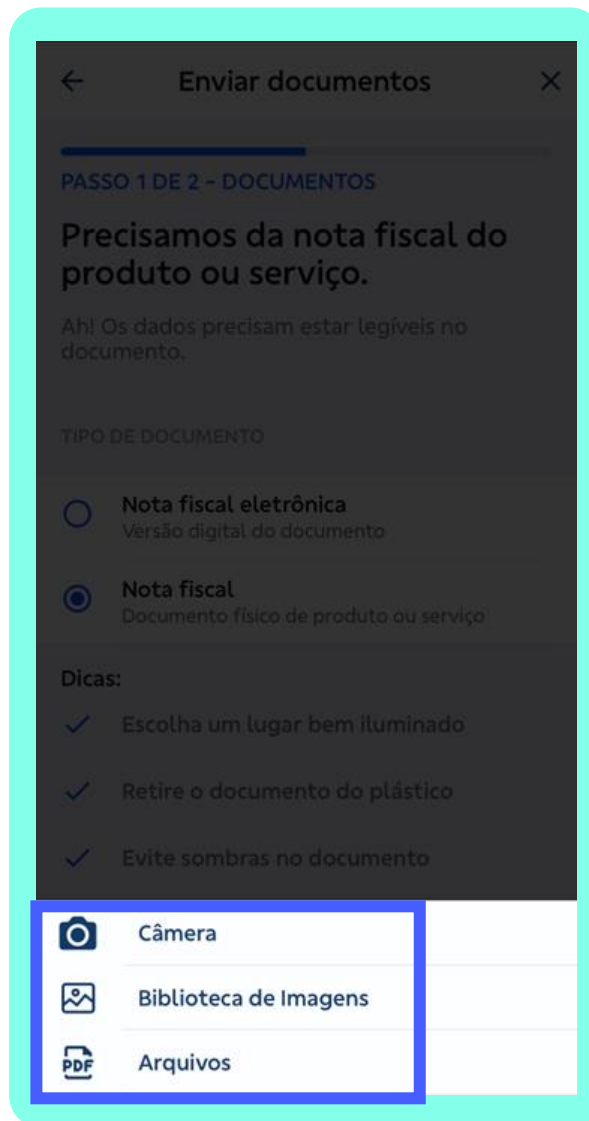 Enviar documentos
PASSO 1 DE 2 - DOCUMENTOS
Precisamos da nota fiscal do
produto ou serviço.
Ah! Os dados precisam estar legíveis no
documento.
TIPO DE DOCUMENTO
Nota fiscal eletrônica
Versão digital do documento
Nota fiscal
Documento físico de produto ou serviço
Dicas:
Escolha um lugar bem iluminado
Retire o documento do plástico
Evite sombras no documento
Câmera
Biblioteca de Imagens
PDF Arquivos